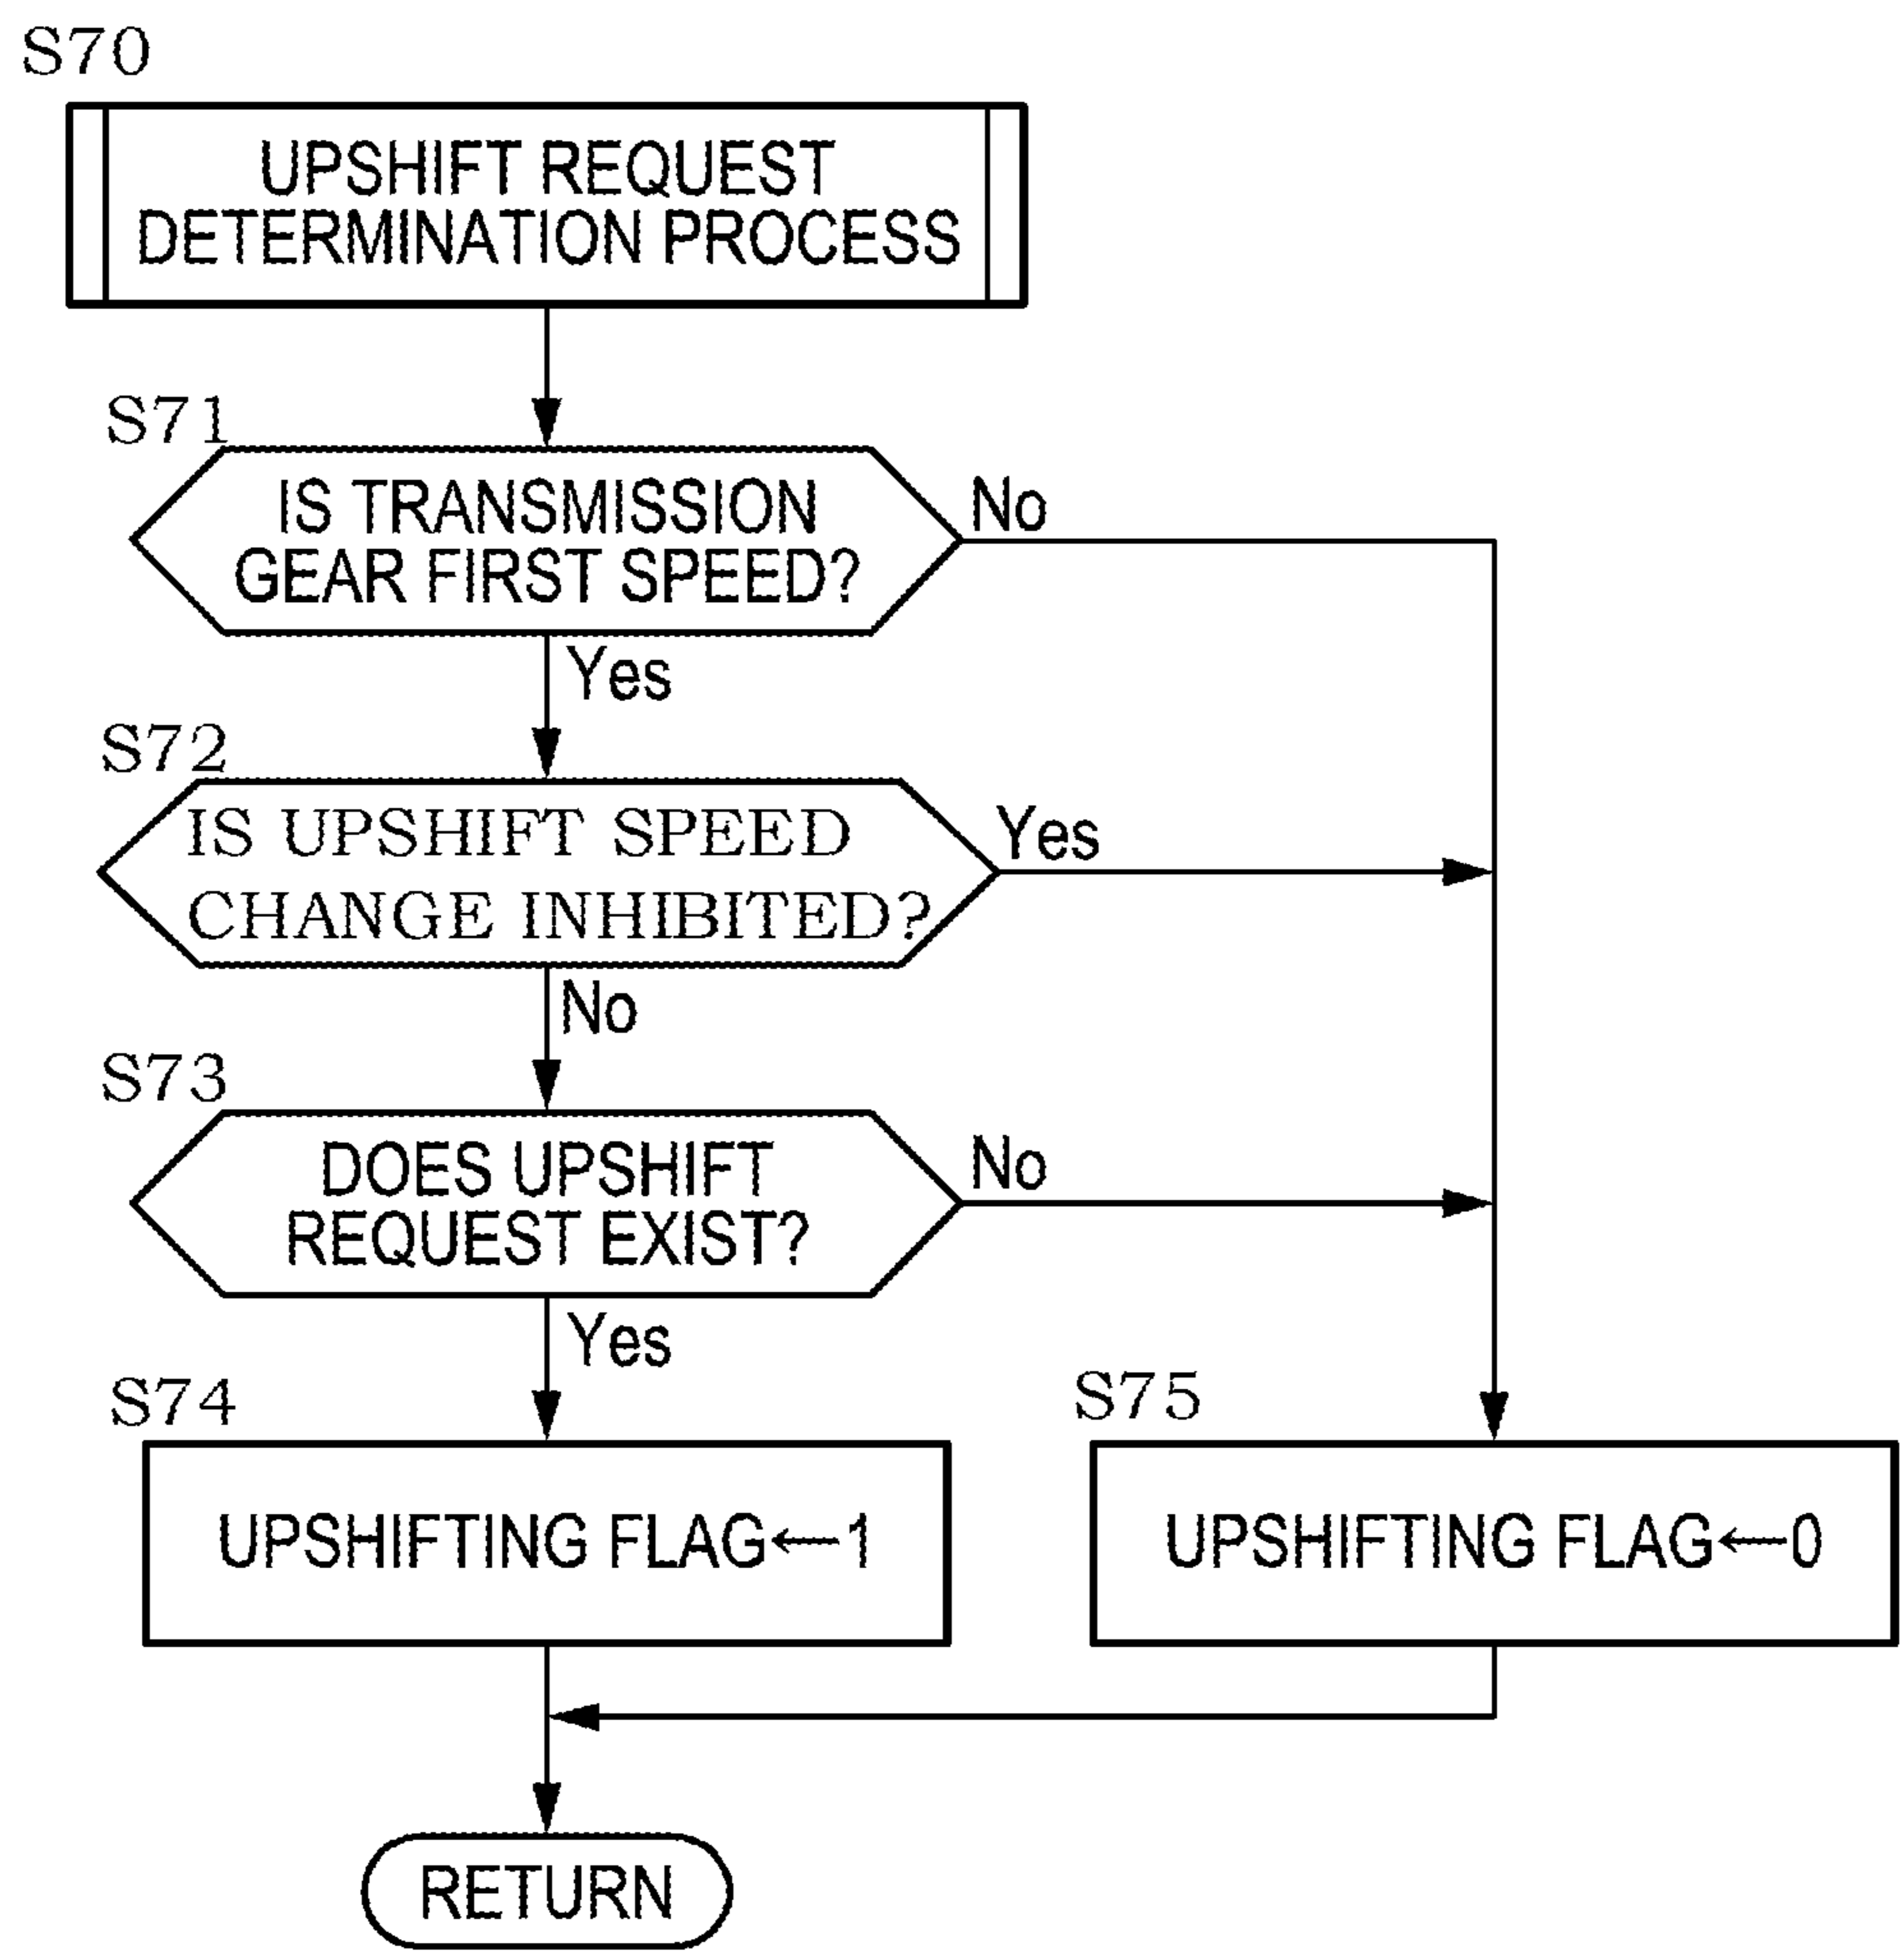 S70
UPSHIFT REQUEST
DETERMINATION PROCESS
S71
IS TRANSMISSION
GEAR FIRST SPEED?
No
Yes
S72
IS UPSHIFT SPEED
CHANGE INHIBITED?
Yes
No
S73
DOES UPSHIFT
REQUEST EXIST?
No
Yes
S74
UPSHIFTING FLAG←1
S75
UPSHIFTING FLAG←0
RETURN